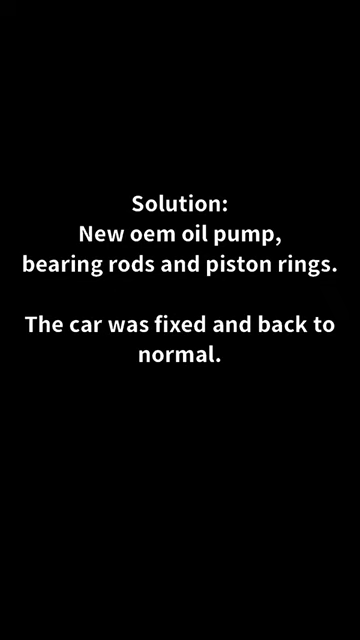 Solution:
New oem oil pump,
bearing rods and piston rings.
The car was fixed and back to
normal.